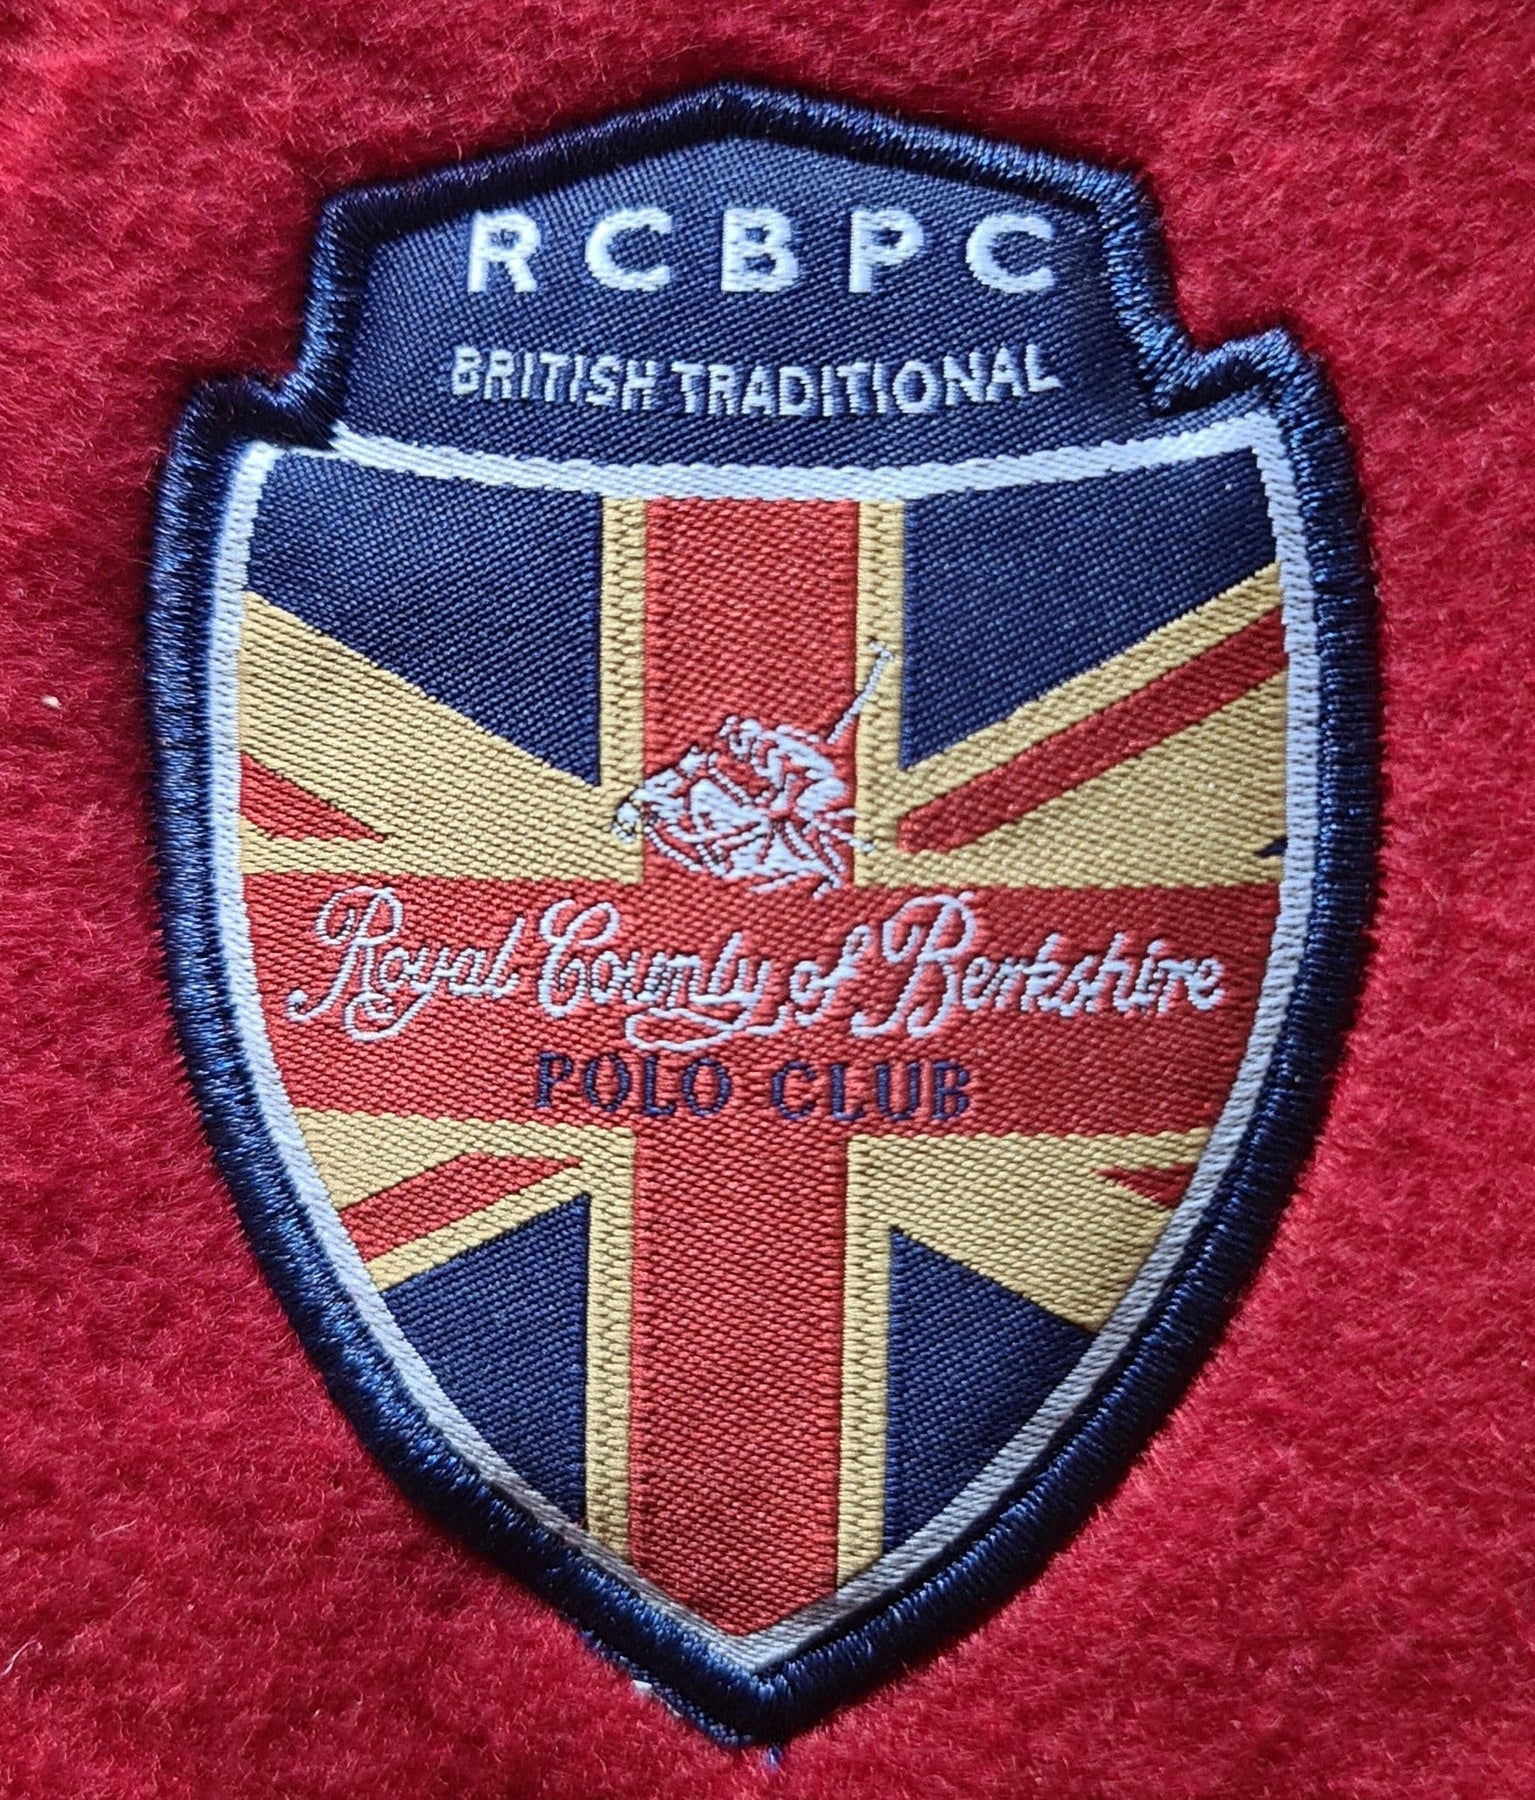 RCBPC
BRITISH TRADITIONAL
Royal County of Berkshire
POLO CLUB